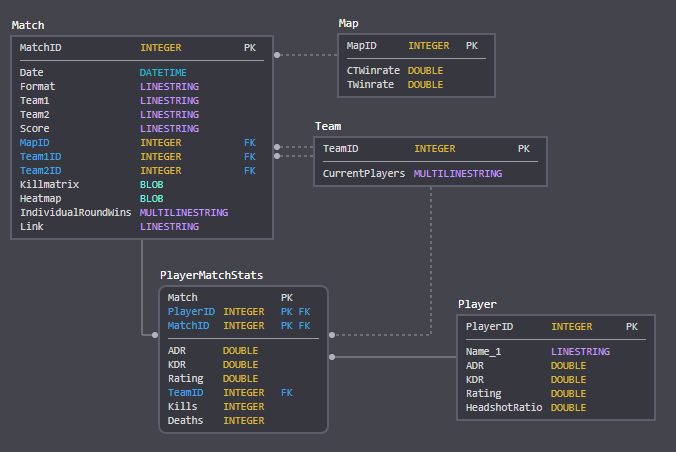 Match
MatchID INTEGER PK
Date DATETIME
Format LINESTRING
Team1 LINESTRING
Team2 LINESTRING
Score LINESTRING
MapID INTEGER FK
Team1ID INTEGER FK
Team2ID INTEGER FK
Killmatrix BLOB
Heatmap BLOB
IndividualRoundWins MULTILINESTRING
Link LINESTRING
Map
MapID INTEGER PK
CTWinrate DOUBLE
TWinrate DOUBLE
Team
TeamID INTEGER PK
CurrentPlayers MULTILINESTRING
PlayerMatchStats
Match PK
PlayerID INTEGER PK FK
MatchID INTEGER PK FK
ADR DOUBLE
KDR DOUBLE
Rating DOUBLE
TeamID INTEGER FK
Kills INTEGER
Deaths INTEGER
Player
PlayerID INTEGER PK
Name_1 LINESTRING
ADR DOUBLE
KDR DOUBLE
Rating DOUBLE
HeadshotRatio DOUBLE